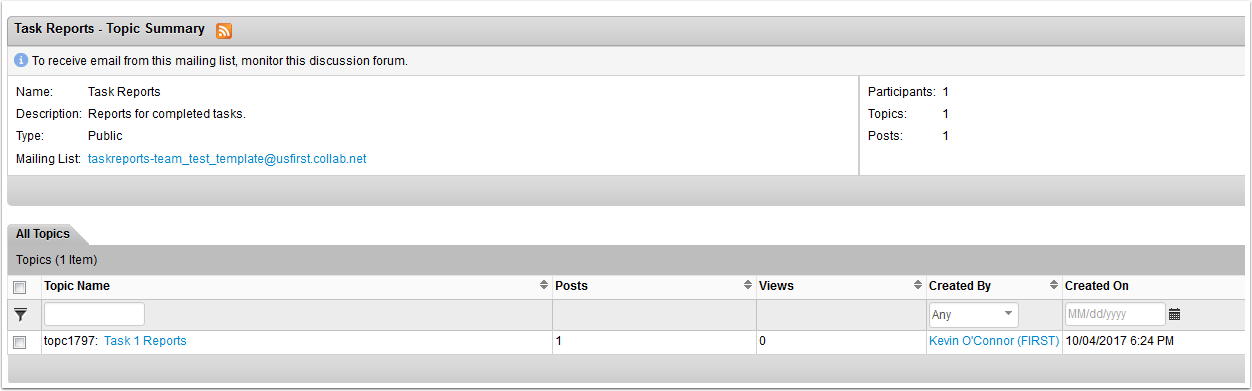 Task Reports - Topic Summary
To receive email from this mailing list, monitor this discussion forum.
Name: Task Reports
Description: Reports for completed tasks.
Type: Public
Mailing List: taskreports-team_test_template@usfirst.collab.net
Participants: 1
Topics: 1
Posts: 1
All Topics
Topics (1 Item)
Topic Name Posts Views Created By Created On
Any MM/dd/yyyy
topc1797: Task 1 Reports 1 0 Kevin O'Connor (FIRST) 10/04/2017 6:24 PM